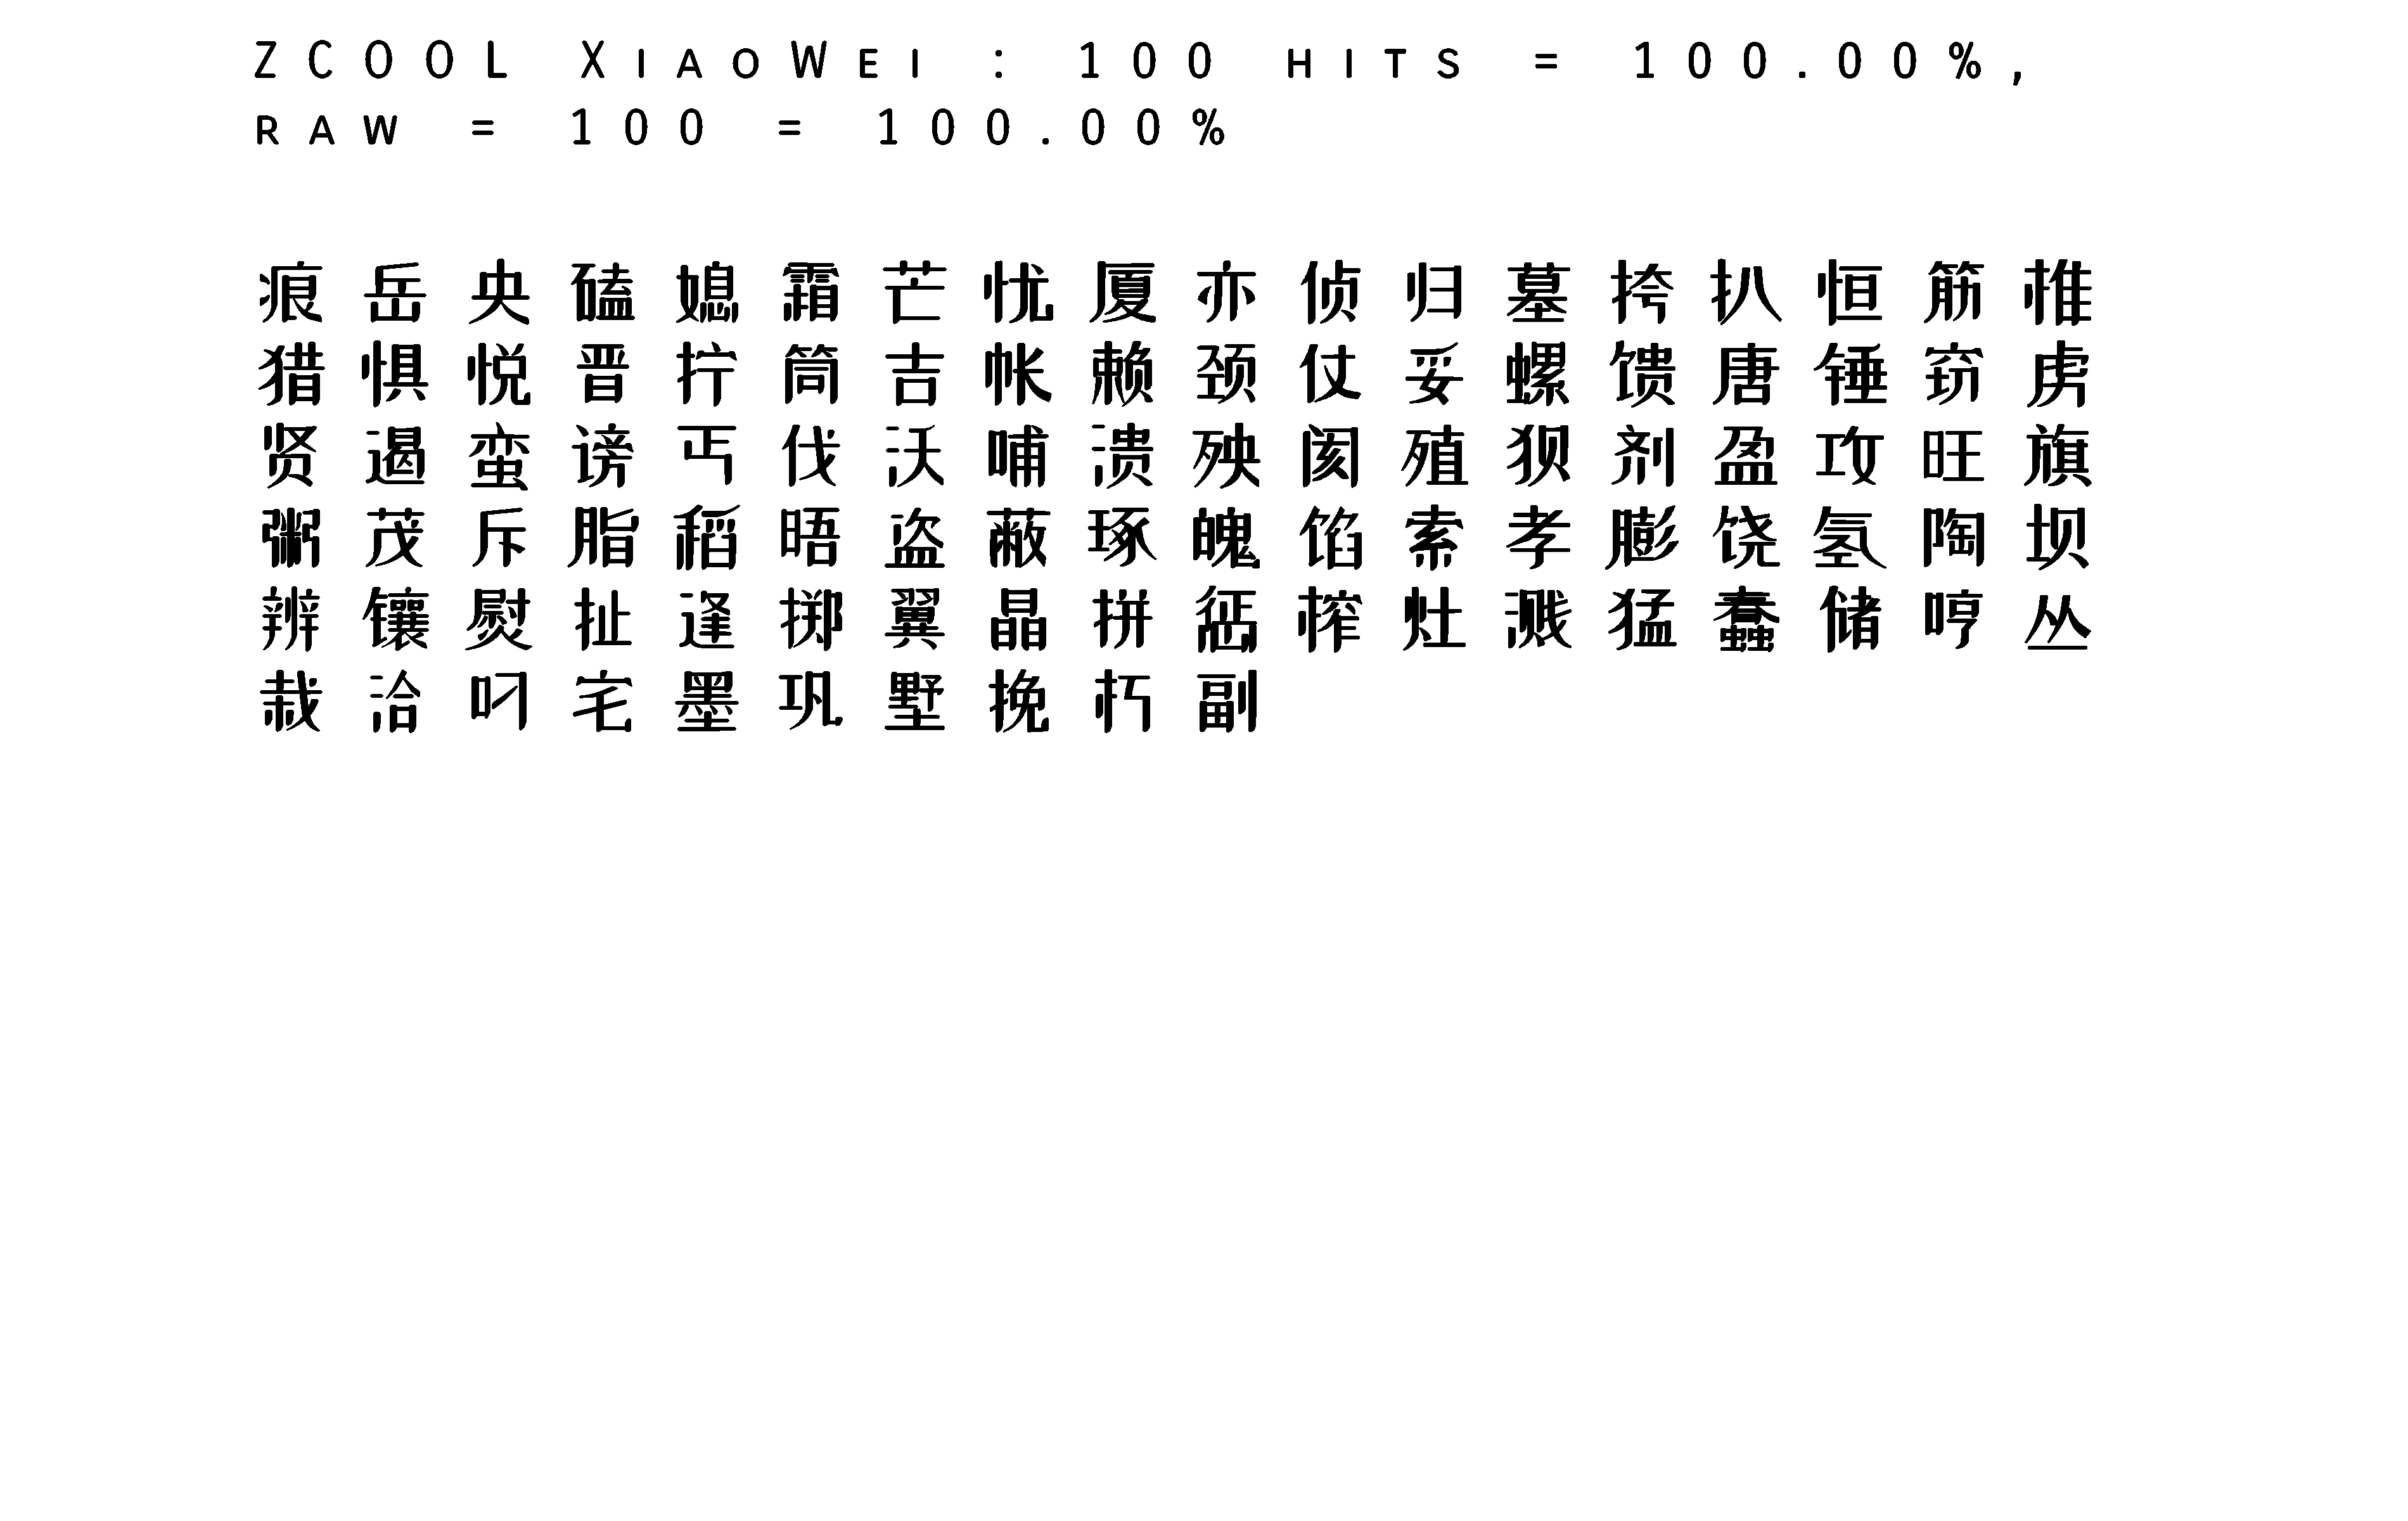 ZCOOL XiaoWei : 100 hits = 100.00%,
raw = 100 = 100.00%
痕岳央磕媳霜芒忧厦亦侦归墓挎扒恒筋惟
猎惧悦晋拧筒吉帐赖颈仗妥螺馈唐锤窃虏
贤遏蛮谤丐伐沃哺溃殃阂殖狈剂盈攻旺旗
粥茂斥脂稻晤盗蔽琢魄馅索孝膨饶氢陶坝
辨镶熨扯逢掷翼晶拼惩榨灶溅猛蠢储哼丛
栽洽叼宅墨巩墅挽朽副